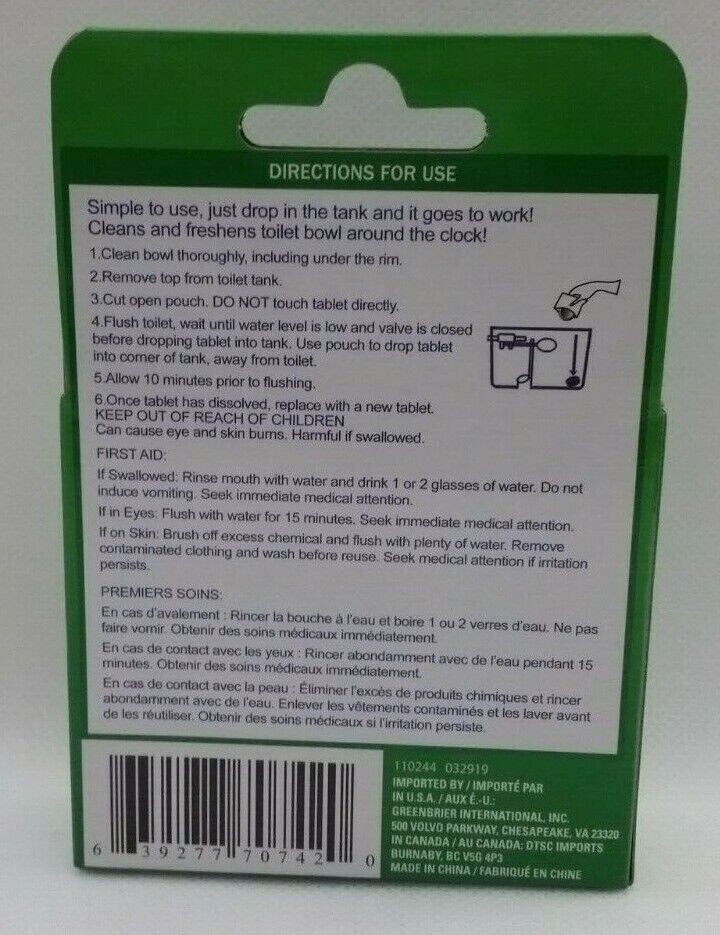 DIRECTIONS FOR USE
Simple to use, just drop in the tank and it goes to work!
Cleans and freshens toilet bowl around the clock!
1.Clean bowl thoroughly, including under the rim.
2.Remove top from toilet tank.
3.Cut open pouch. DO NOT touch tablet directly.
4.Flush toilet, wait until water level is low and valve is closed
before dropping tablet into tank. Use pouch to drop tablet
into corner of tank, away from toilet.
5.Allow 10 minutes prior to flushing.
6.Once tablet has dissolved, replace with a new tablet.
KEEP OUT OF REACH OF CHILDREN
Can cause eye and skin burns. Harmful if swallowed.
FIRST AID:
If Swallowed: Rinse mouth with water and drink 1 or 2 glasses of water. Do not
induce vomiting. Seek immediate medical attention.
If in Eyes: Flush with water for 15 minutes. Seek immediate medical attention.
If on Skin: Brush off excess chemical and flush with plenty of water. Remove
contaminated clothing and wash before reuse. Seek medical attention if irritation
persists.
PREMIERS SOINS:
En cas d'avalement : Rincer la bouche à l'eau et boire 1 ou 2 verres d'eau. Ne pas
faire vomir. Obtenir des soins médicaux immédiatement.
En cas de contact avec les yeux : Rincer abondamment avec de l'eau pendant 15
minutes. Obtenir des soins médicaux immédiatement.
En cas de contact avec la peau : Éliminer l'excès de produits chimiques et rincer
abondamment avec de l'eau. Enlever les vêtements contaminés et les laver avant
de les réutiliser. Obtenir des soins médicaux si l'irritation persiste.
110244 032919
IMPORTED BY / IMPORTÉ PAR
IN U.S.A. / AUX É.-U.:
GREENBRIER INTERNATIONAL, INC.
500 VOLVO PARKWAY, CHESAPEAKE, VA 23320
IN CANADA / AU CANADA: DTSC IMPORTS
BURNABY, BC V5G 4P3
MADE IN CHINA / FABRIQUÉ EN CHINE
6 39277 70742 0